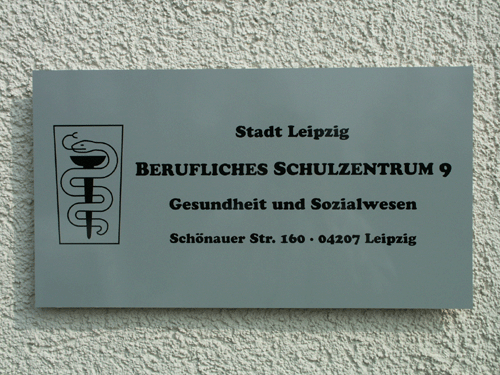 Stadt Leipzig
BERUFLICHES SCHULZENTRUM 9
Gesundheit und Sozialwesen
Schönauer Str. 160 · 04207 Leipzig